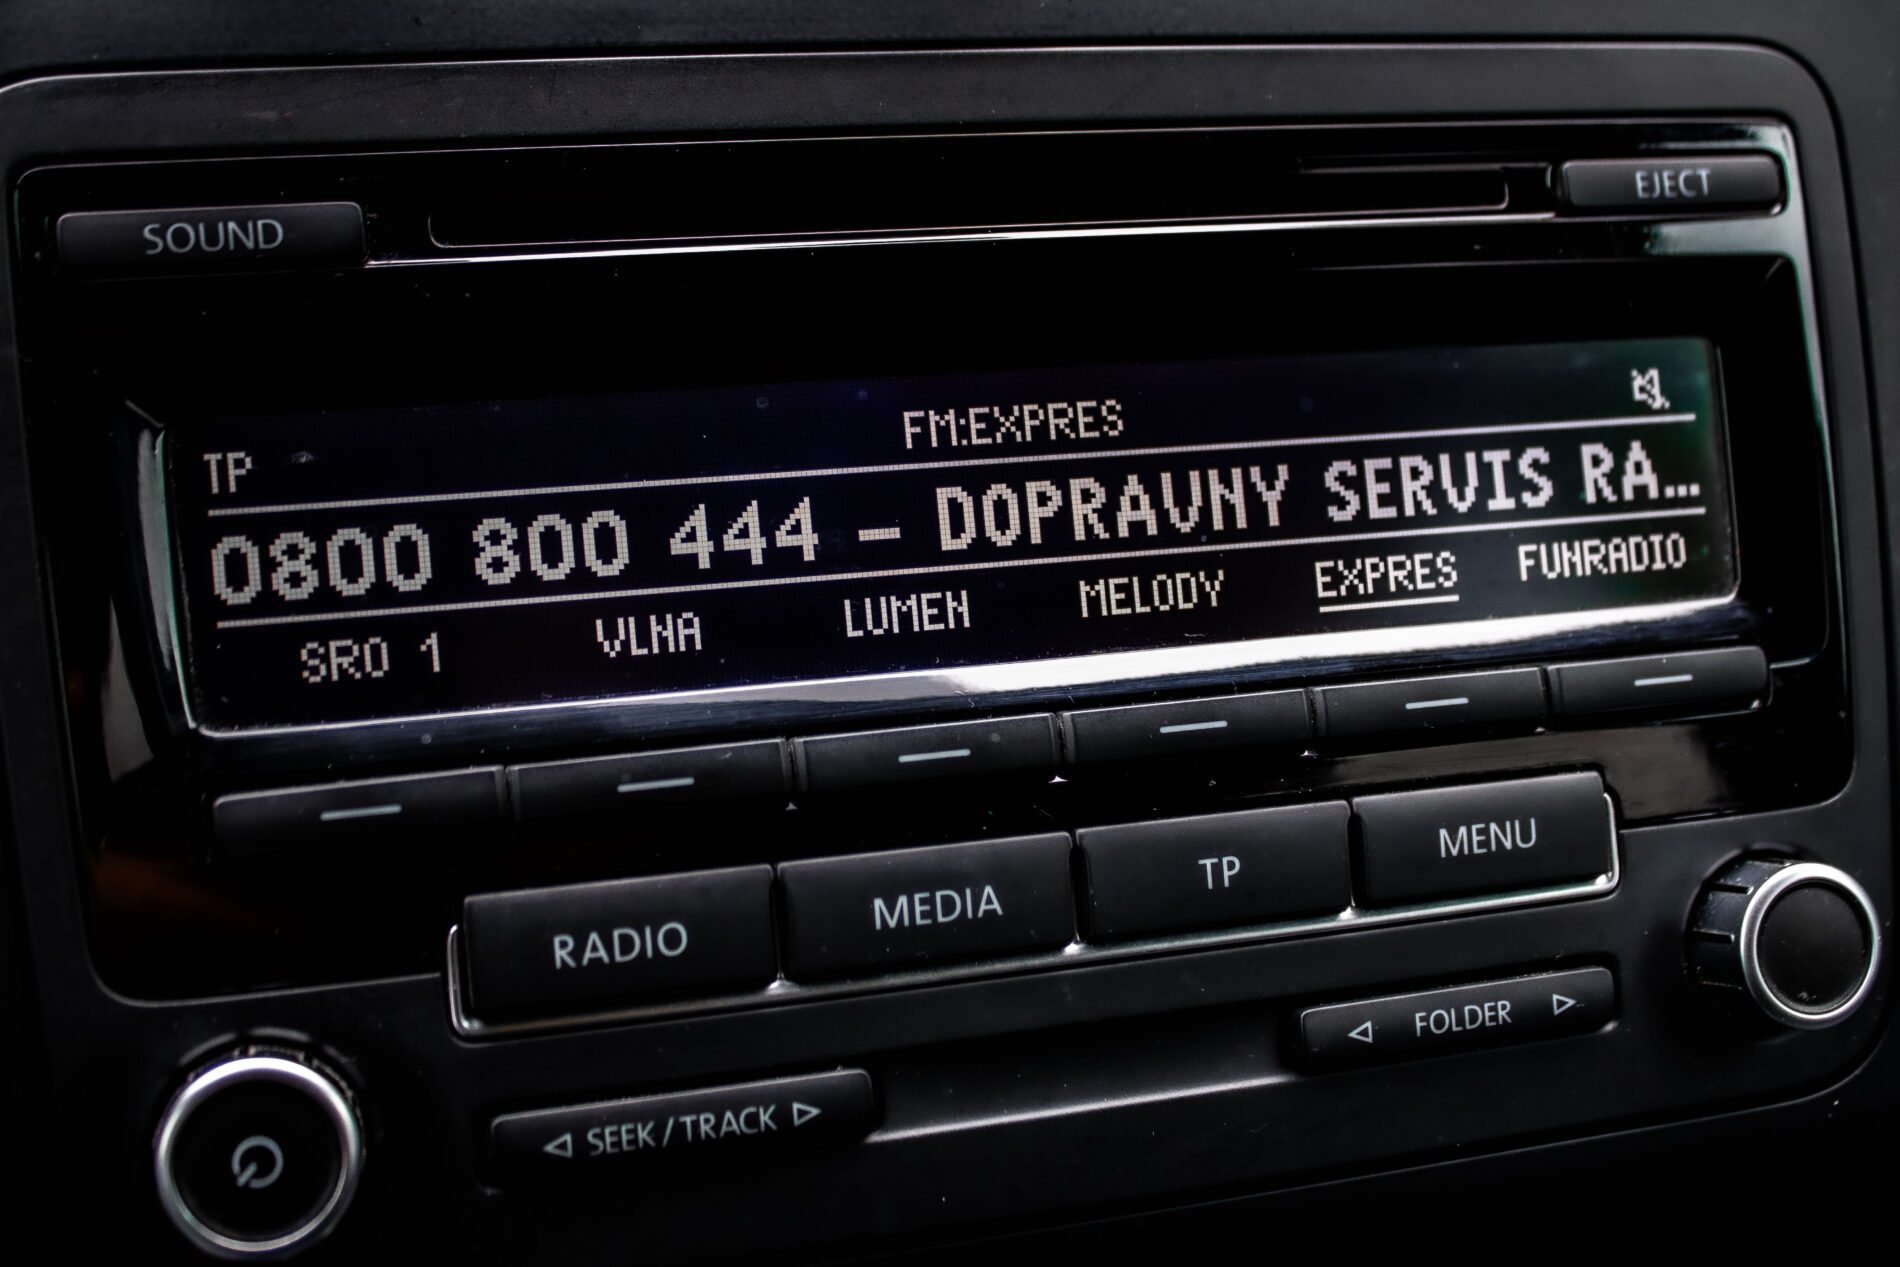 SOUND
EJECT
TP FM:EXPRES
0800 800 444 - DOPRAVNY SERVIS RA...
SRO 1 VLNA LUMEN MELODY EXPRES FUNRADIO
RADIO MEDIA TP MENU
FOLDER
SEEK / TRACK